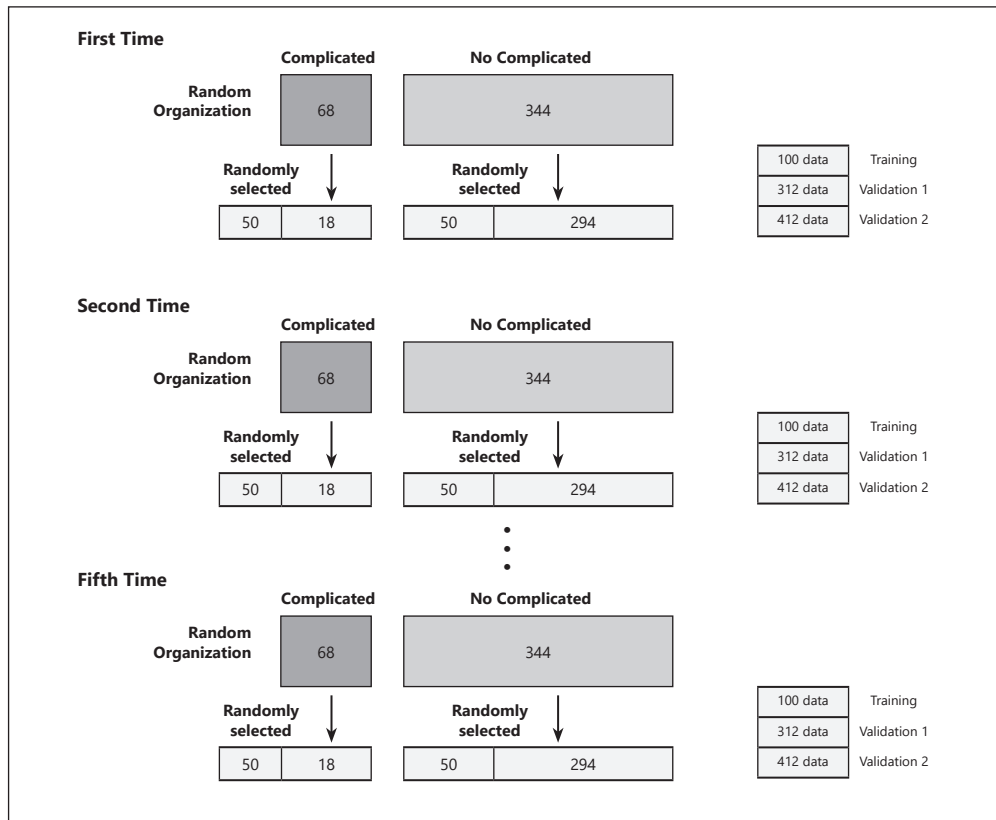 First Time
Complicated
No Complicated
Random
Organization
68
344
Randomly
selected
Randomly
selected
50
18
50
294
100 data
Training
312 data
Validation 1
412 data
Validation 2
Second Time
Complicated
No Complicated
Random
Organization
68
344
Randomly
selected
Randomly
selected
50
18
50
294
100 data
Training
312 data
Validation 1
412 data
Validation 2
Fifth Time
Complicated
No Complicated
Random
Organization
68
344
Randomly
selected
Randomly
selected
50
18
50
294
100 data
Training
312 data
Validation 1
412 data
Validation 2